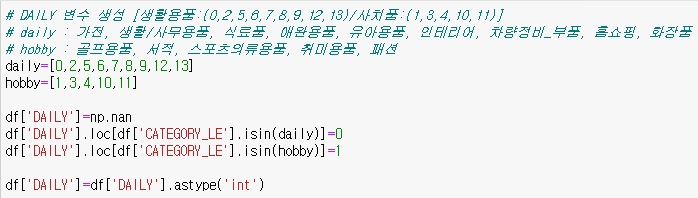 # DAILY 변수 생성 [생활용품:(0,2,5,6,7,8,9,12,13)/사치품:(1,3,4,10,11)]
# daily : 가전, 생활/사무용품, 식료품, 애완용품, 유아용품, 인테리어, 차량정비_부품, 홈쇼핑, 화장품
# hobby : 골프용품, 서적, 스포츠의류용품, 취미용품, 패션
daily=[0,2,5,6,7,8,9,12,13]
hobby=[1,3,4,10,11]
df['DAILY']=np.nan
df['DAILY'].loc[df['CATEGORY_LE'].isin(daily)]=0
df['DAILY'].loc[df['CATEGORY_LE'].isin(hobby)]=1
df['DAILY']=df['DAILY'].astype('int')